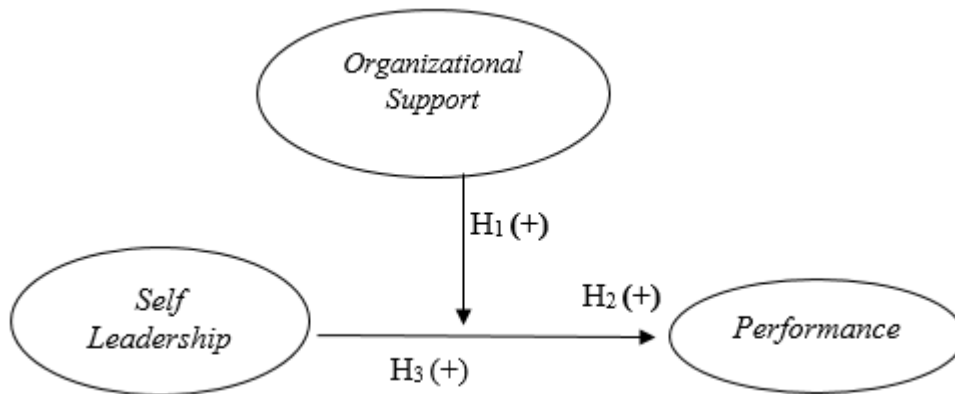 Organizational
Support
H₁ (+)
H₂ (+)
Self
Leadership
Performance
H₃ (+)